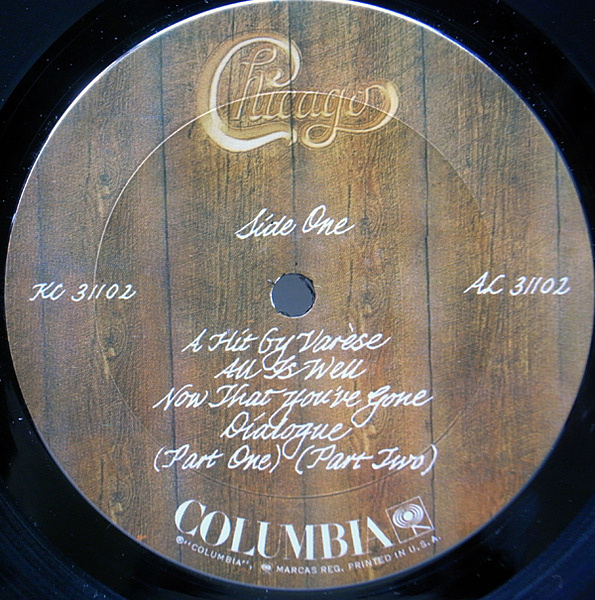 Chicago
Side One
KC 31102
AL 31102
A Hit By Varèse
All Is Well
Now That You've Gone
Dialogue
(Part One) (Part Two)
COLUMBIA
®"COLUMBIA", MARCAS REG. PRINTED IN U.S.A.